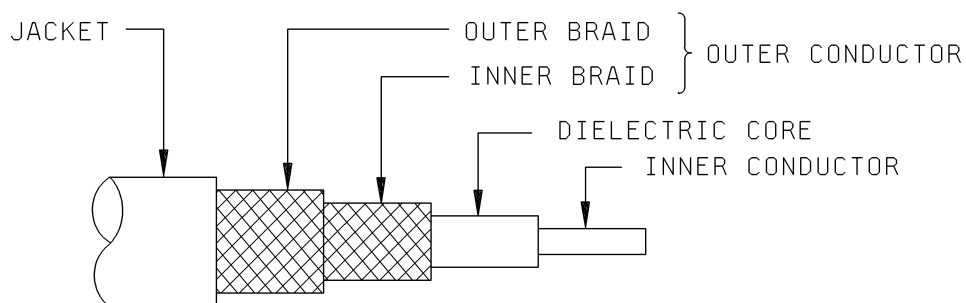 JACKET
OUTER BRAID
OUTER CONDUCTOR
INNER BRAID
DIELECTRIC CORE
INNER CONDUCTOR